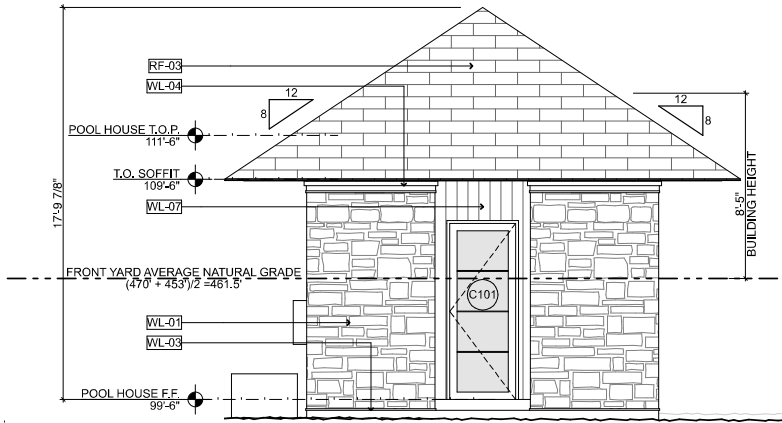 RF-03
WL-04
12
8
12
8
POOL HOUSE T.O.P.
111'-6"
T.O. SOFFIT
109'-6"
WL-07
17'-9 7/8"
8'-5"
BUILDING HEIGHT
FRONT YARD AVERAGE NATURAL GRADE
(470' + 453')/2 =461.5'
C101
WL-01
WL-03
POOL HOUSE F.F.
99'-6"